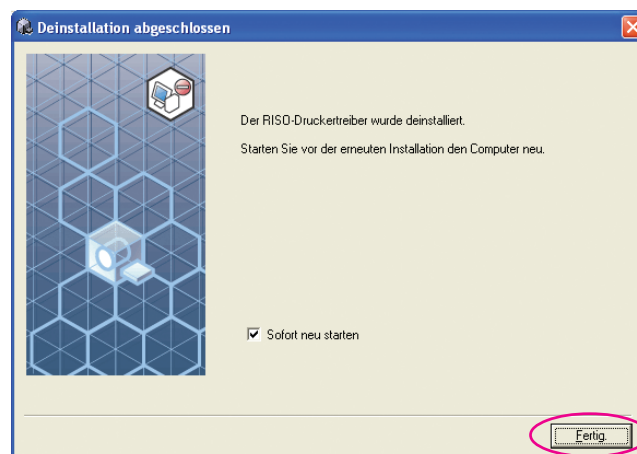 Deinstallation abgeschlossen
Der RISO-Druckertreiber wurde deinstalliert.
Starten Sie vor der erneuten Installation den Computer neu.
Sofort neu starten
Fertig.